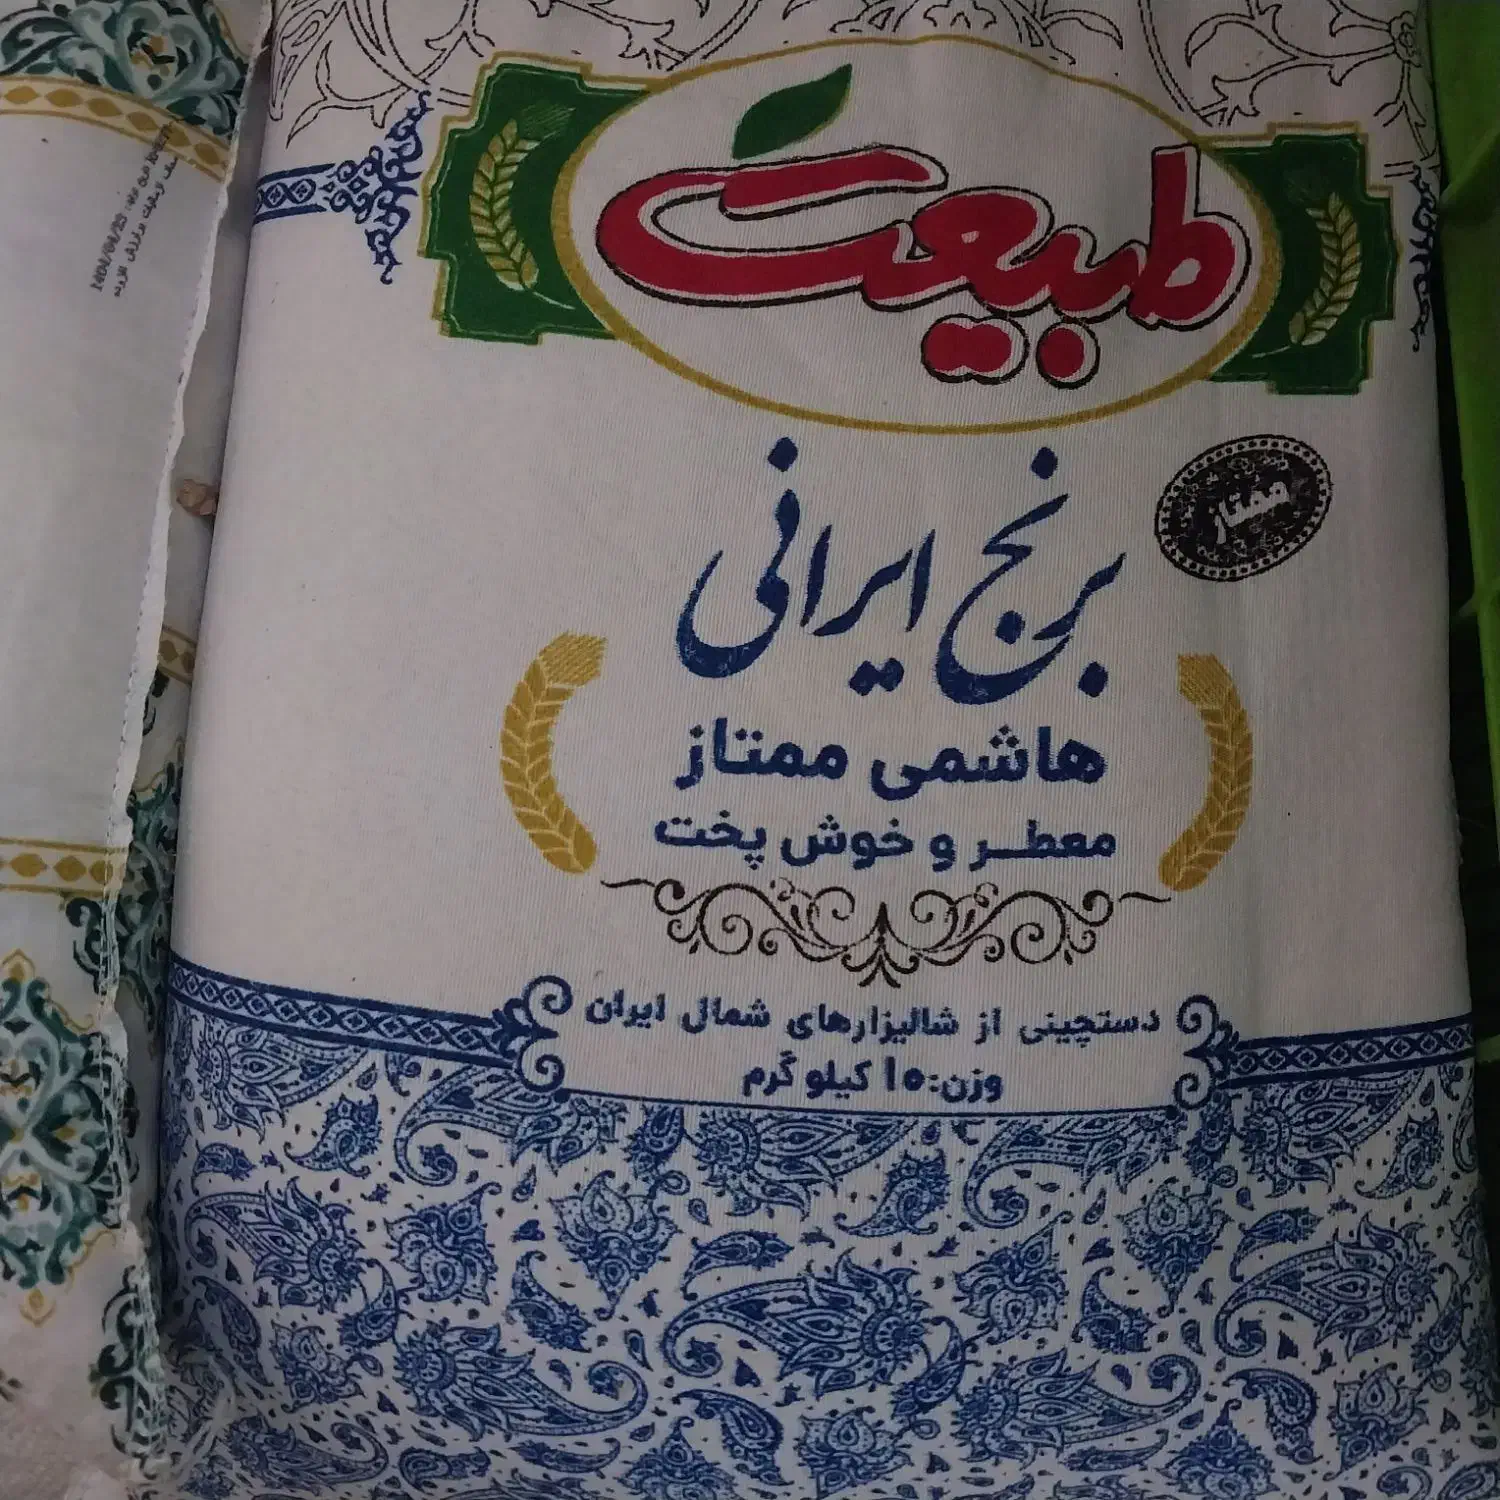 طبیعت
ممتاز
برنج ایرانی
هاشمی ممتاز
معطر و خوش پخت
دستچینی از شالیزارهای شمال ایران
وزن: ۱۰ کیلو گرم